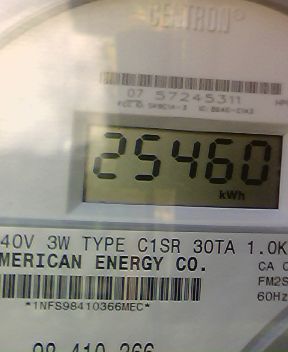 CENTRON®
07 57245311
25460
kWh
40V 3W TYPE C1SR 30TA 1.0K
MERICAN ENERGY CO.
CA
FM2S
60Hz
*1NFS98410366MEC*
98 410 366